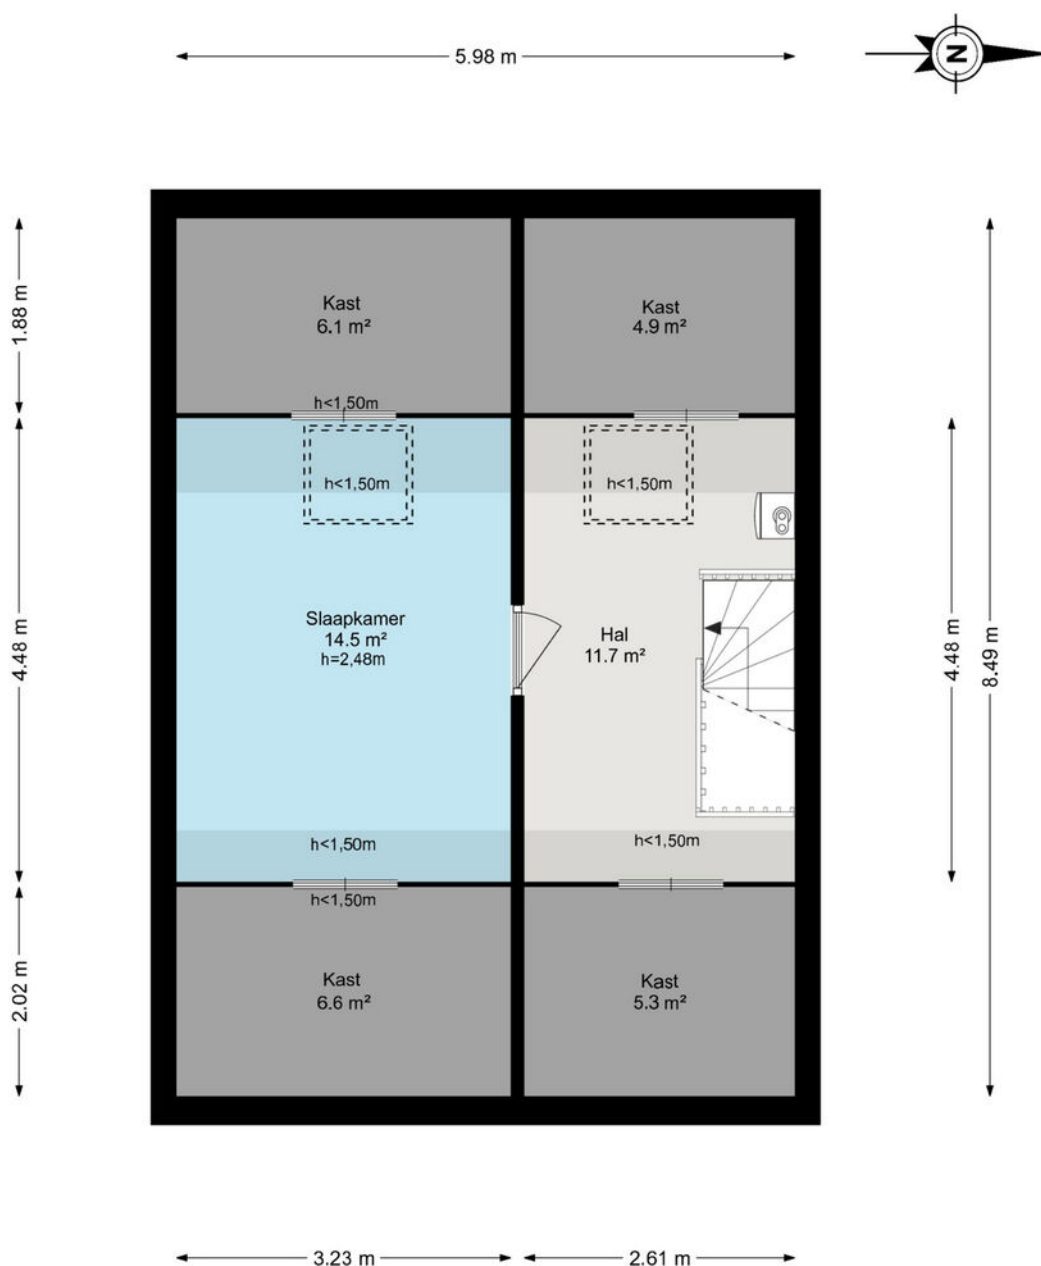 5.98 m
N
1.88 m
Kast
6.1 m²
Kast
4.9 m²
h<1,50m
h<1,50m
h<1,50m
4.48 m
Slaapkamer
14.5 m²
h=2,48m
Hal
11.7 m²
4.48 m
8.49 m
h<1,50m
h<1,50m
h<1,50m
2.02 m
Kast
6.6 m²
Kast
5.3 m²
3.23 m
2.61 m